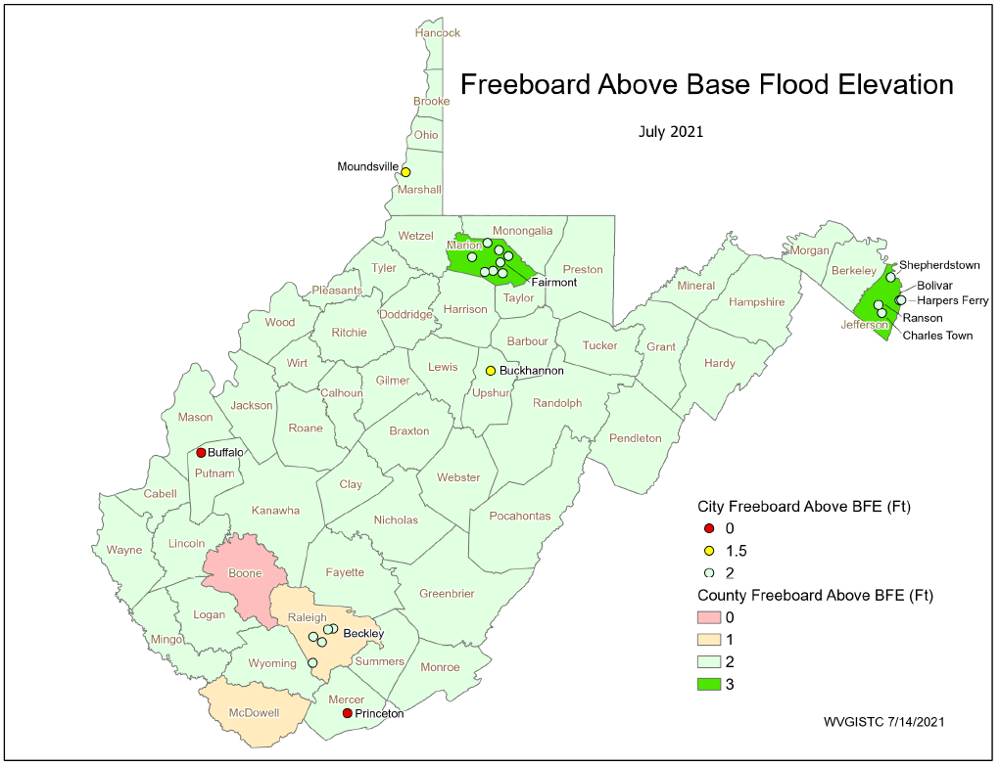 Hancock
Freeboard Above Base Flood Elevation
Brooke
July 2021
Ohio
Moundsville
Marshall
Wetzel
Monongalia
Marion
Morgan
Berkeley
Shepherdstown
Tyler
Preston
Fairmont
Bolivar
Mineral
Pleasants
Harpers Ferry
Taylor
Hampshire
Harrison
Doddridge
Ranson
Wood
Jefferson
Ritchie
Charles Town
Barbour
Tucker
Grant
Wirt
Lewis
Hardy
Buckhannon
Gilmer
Calhoun
Upshur
Jackson
Randolph
Mason
Roane
Braxton
Pendleton
Buffalo
Putnam
Webster
Clay
Cabell
City Freeboard Above BFE (Ft)
Kanawha
Pocahontas
Nicholas
0
Lincoln
Wayne
1.5
Boone
Fayette
2
Greenbrier
County Freeboard Above BFE (Ft)
Logan
Raleigh
0
Beckley
Mingo
1
Wyoming
Summers
2
Monroe
3
Mercer
McDowell
Princeton
WVGISTC 7/14/2021